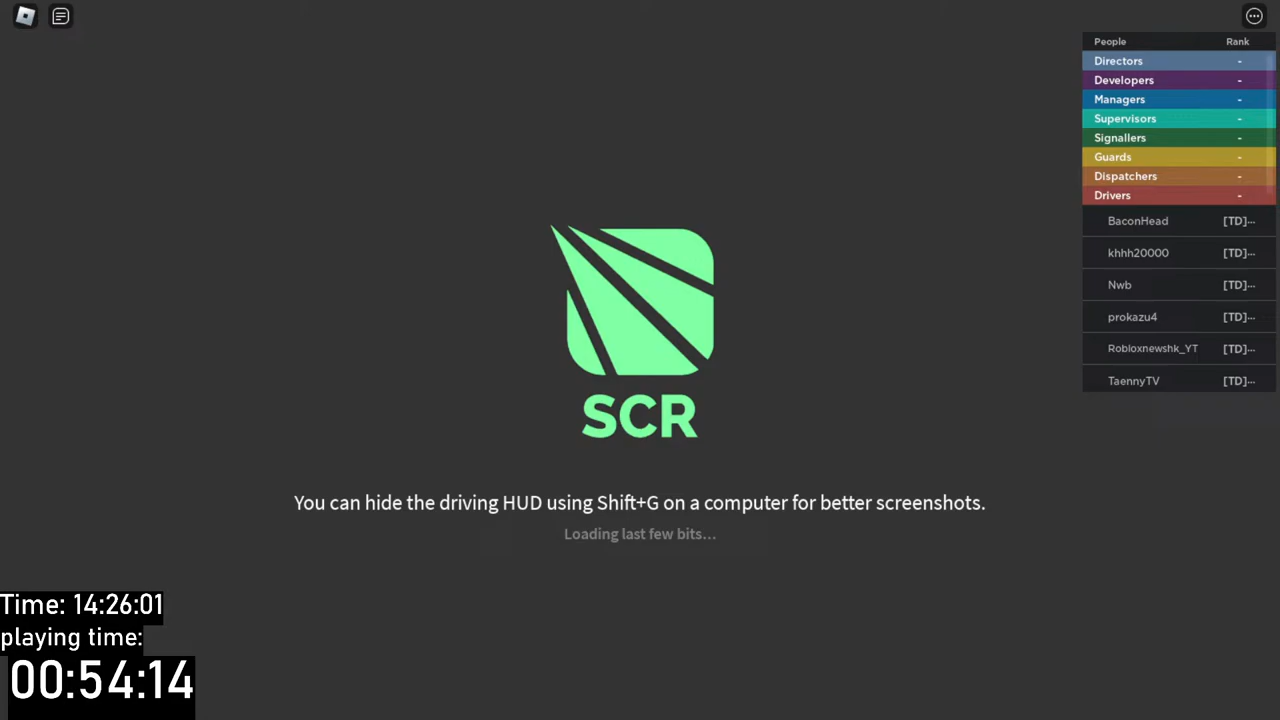 People Rank
Directors -
Developers -
Managers -
Supervisors -
Signallers -
Guards -
Dispatchers -
Drivers -
BaconHead [TD]...
khhh20000 [TD]...
Nwb [TD]...
prokazu4 [TD]...
Robloxnewshk_YT [TD]...
TaennyTV [TD]...
SCR
You can hide the driving HUD using Shift+G on a computer for better screenshots.
Loading last few bits...
Time: 14:26:01
playing time:
00:54:14